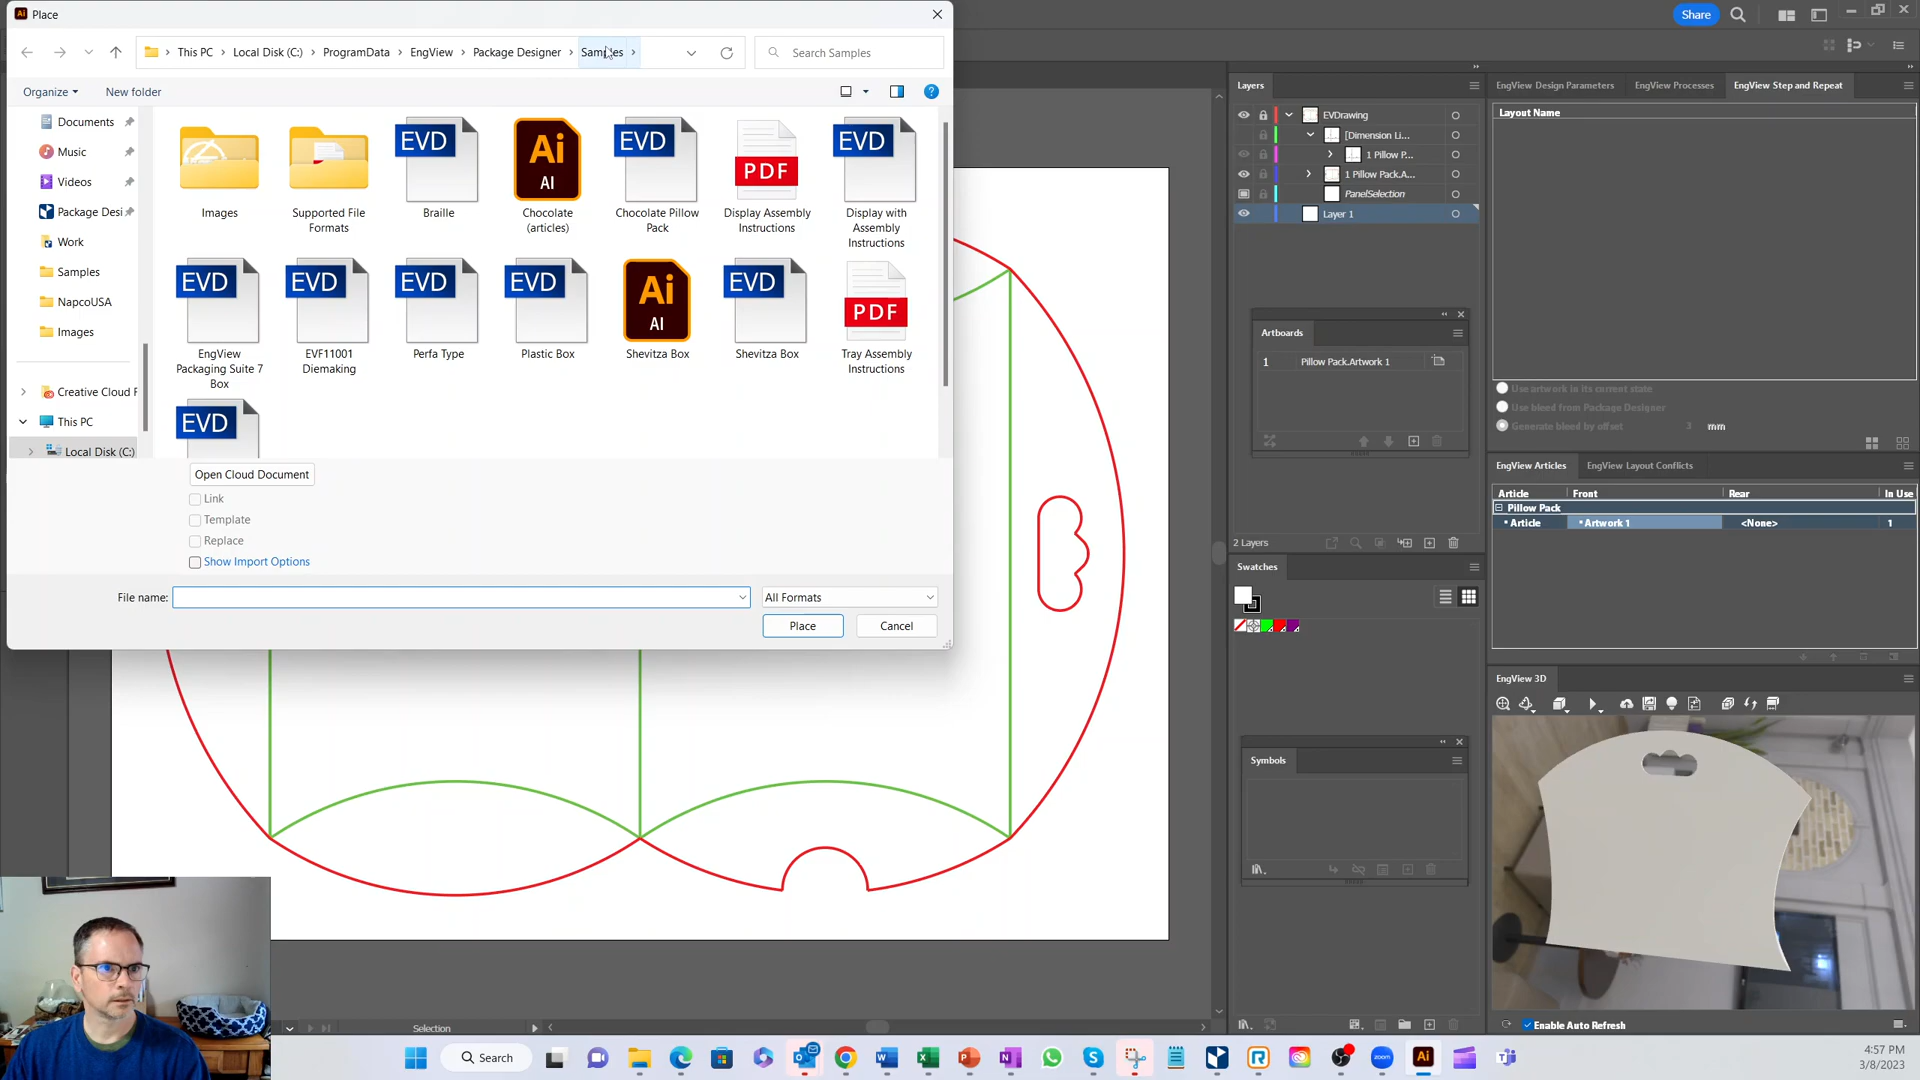 Place
This PC
Local Disk (C:)
ProgramData
EngView
Package Designer
Samples
Search Samples
Organize
New folder
Documents
Music
Videos
Package Desi
Work
Samples
NapcoUSA
Images
Creative Cloud F
This PC
Local Disk (C:)
Images
Supported File Formats
EVD
Braille
Ai
AI
Chocolate (articles)
EVD
Chocolate Pillow Pack
PDF
Display Assembly Instructions
EVD
Display with Assembly Instructions
EVD
EngView Packaging Suite 7 Box
EVD
EVF11001 Diemaking
EVD
Perfa Type
EVD
Plastic Box
Ai
AI
Shevitza Box
EVD
Shevitza Box
PDF
Tray Assembly Instructions
EVD
Open Cloud Document
Link
Template
Replace
Show Import Options
File name:
All Formats
Place
Cancel
Share
Layers
EVDrawing
[Dimension Li...
1 Pillow P...
1 Pillow Pack.A...
PanelSelection
Layer 1
Artboards
1 Pillow Pack.Artwork 1
2 Layers
Swatches
Symbols
EngView Design Parameters
EngView Processes
EngView Step and Repeat
Layout Name
Use artwork in its current state
Use bleed from Package Designer
Generate bleed by offset 3 mm
EngView Articles
EngView Layout Conflicts
Article Front Rear In Use
Pillow Pack
Article Artwork 1 <None> 1
EngView 3D
Enable Auto Refresh
Selection
Search
4:57 PM
3/8/2023